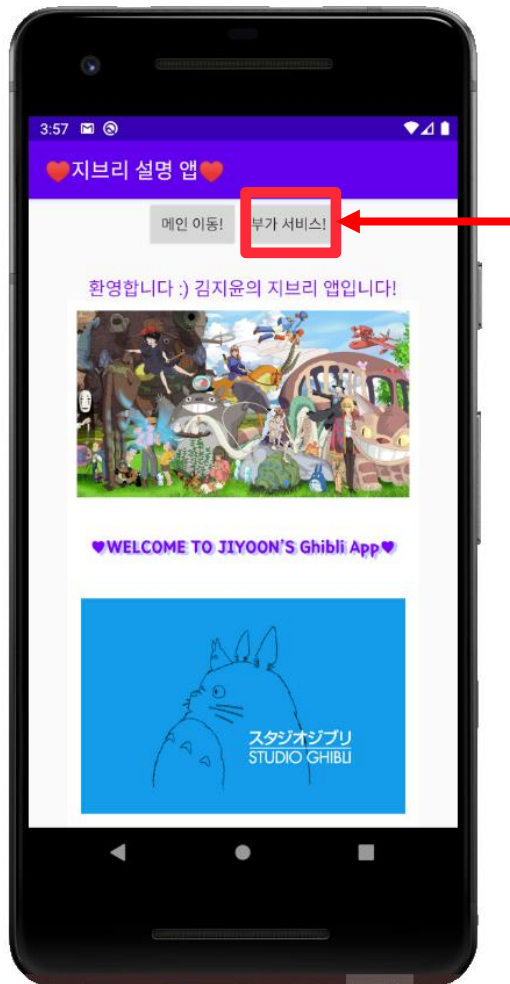 3:57
♥지브리 설명 앱♥
메인 이동! 부가 서비스!
환영합니다 :) 김지윤의 지브리 앱입니다!
♥WELCOME TO JIYOON'S Ghibli App♥
スタジオジブリ
STUDIO GHIBLI